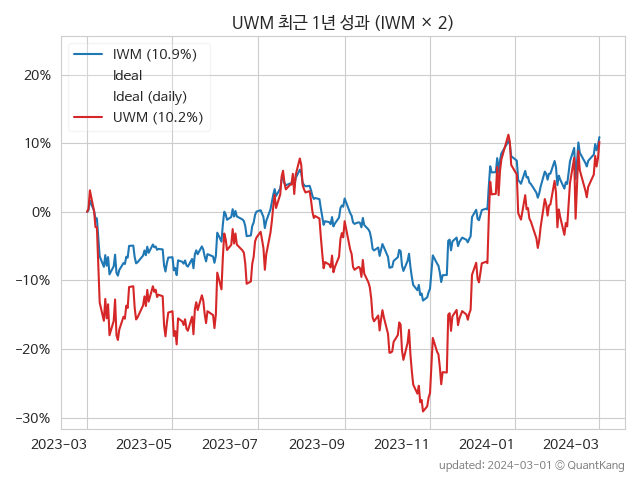 UWM 최근 1년 성과 (IWM × 2)
IWM (10.9%)
Ideal
Ideal (daily)
UWM (10.2%)
20%
10%
0%
−10%
−20%
−30%
2023-03 2023-05 2023-07 2023-09 2023-11 2024-01 2024-03
updated: 2024-03-01 © QuantKang